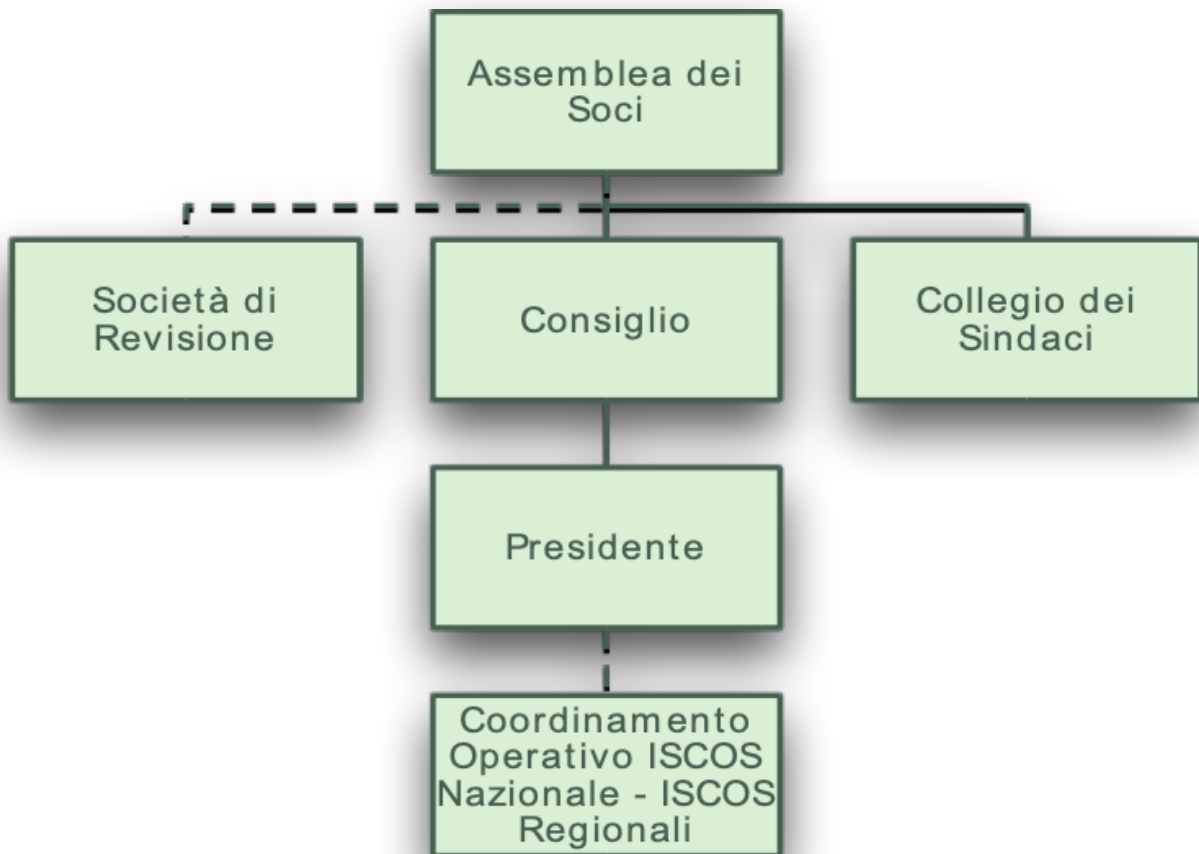 Assemblea dei
Soci
Società di
Revisione
Consiglio
Collegio dei
Sindaci
Presidente
Coordinamento
Operativo ISCOS
Nazionale - ISCOS
Regionali